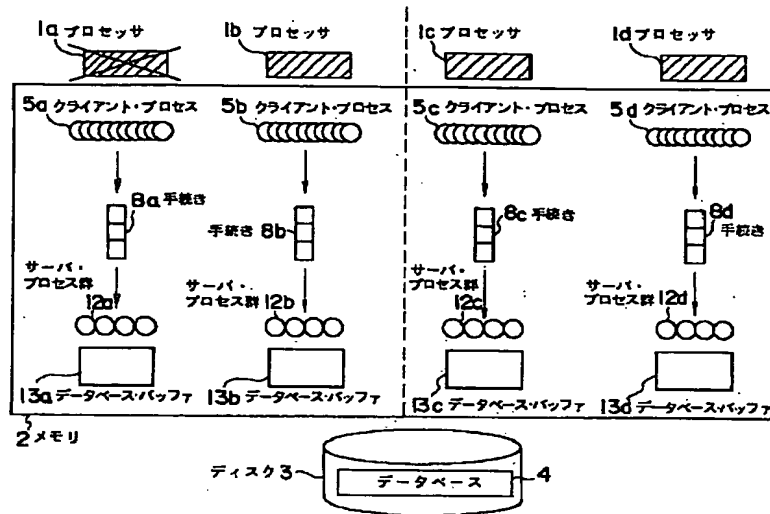 1a プロセッサ
1b プロセッサ
1c プロセッサ
1d プロセッサ
5a クライアント・プロセス
5b クライアント・プロセス
5c クライアント・プロセス
5d クライアント・プロセス
8a 手続き
手続き 8b
8c 手続き
8d 手続き
サーバ・プロセス群 12a
サーバ・プロセス群 12b
サーバ・プロセス群 12c
サーバ・プロセス群 12d
13a データベース・バッファ
13b データベース・バッファ
13c データベース・バッファ
13d データベース・バッファ
2 メモリ
ディスク 3
データベース 4